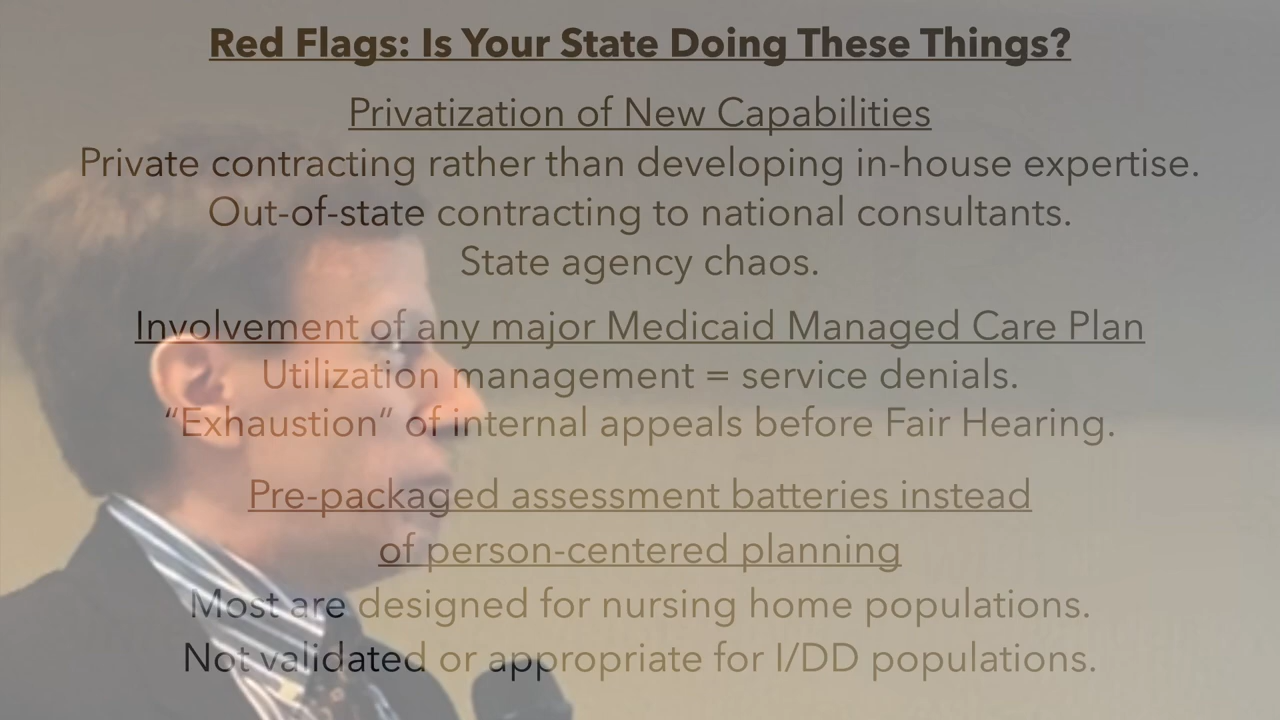 Red Flags: Is Your State Doing These Things?
Privatization of New Capabilities
Private contracting rather than developing in-house expertise.
Out-of-state contracting to national consultants.
State agency chaos.
Involvement of any major Medicaid Managed Care Plan
Utilization management = service denials.
“Exhaustion“ of internal appeals before Fair Hearing.
Pre-packaged assessment batteries instead
of person-centered planning
Most are designed for nursing home populations.
Not validated or appropriate for I/DD populations.